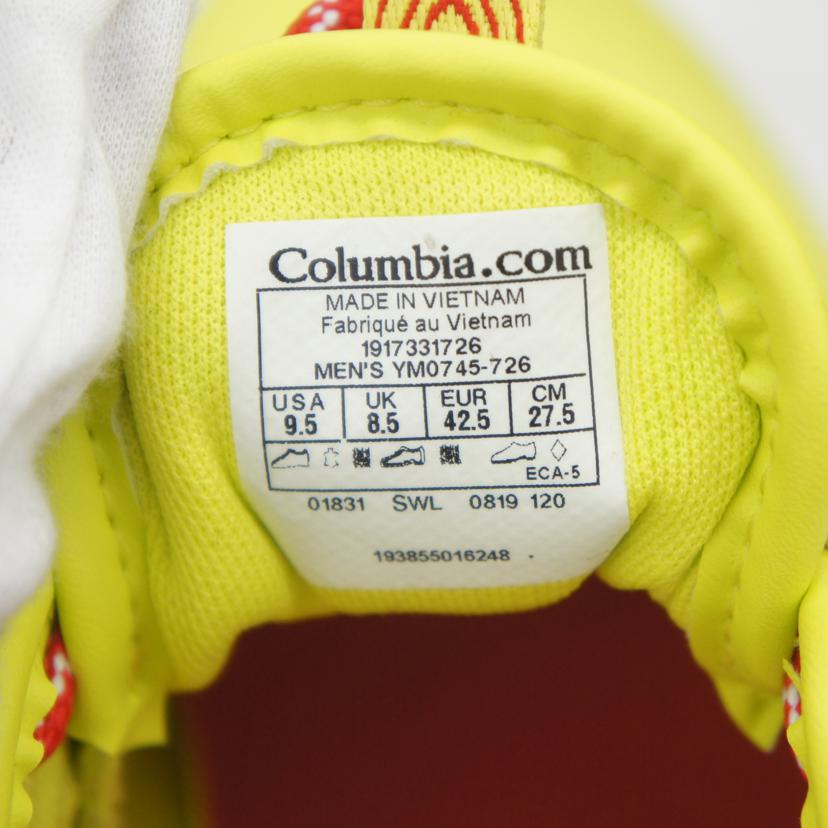 Columbia.com
MADE IN VIETNAM
Fabriqué au Vietnam
1917331726
MEN'S YM0745-726
USA UK EUR CM
9.5 8.5 42.5 27.5
ECA-5
01831 SWL 0819 120
193855016248